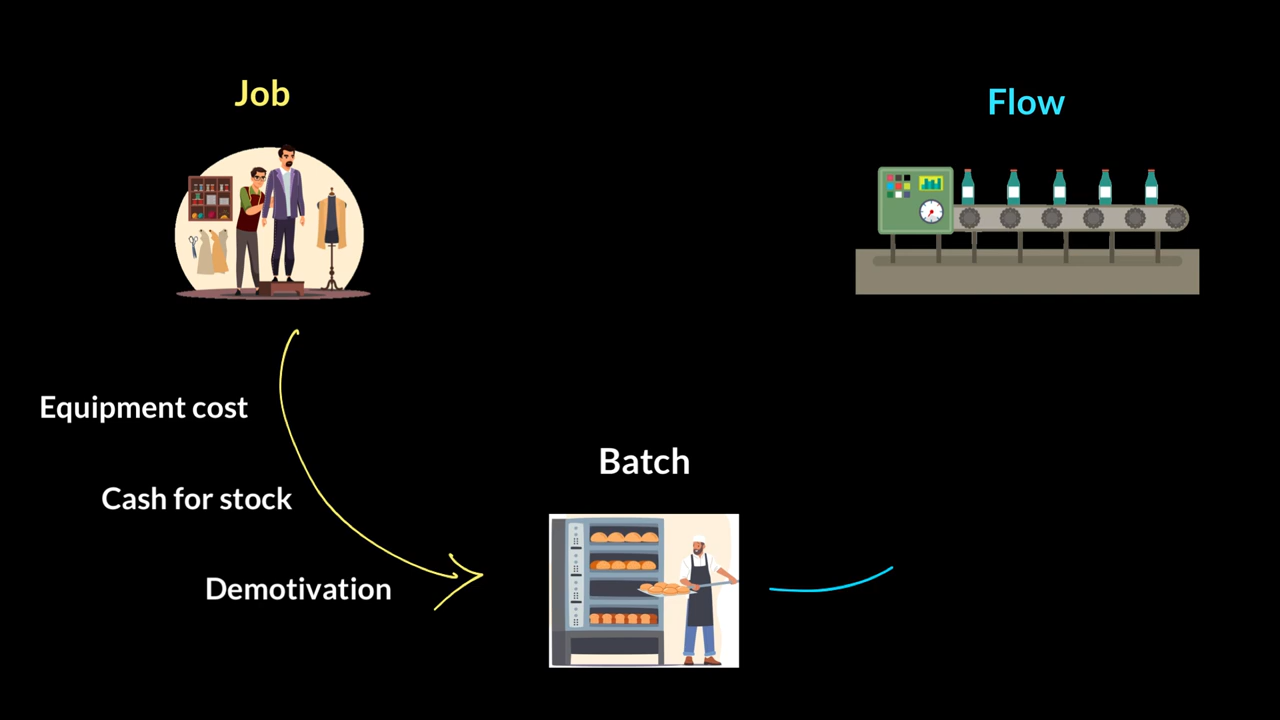 Job
Flow
Equipment cost
Cash for stock
Demotivation
Batch